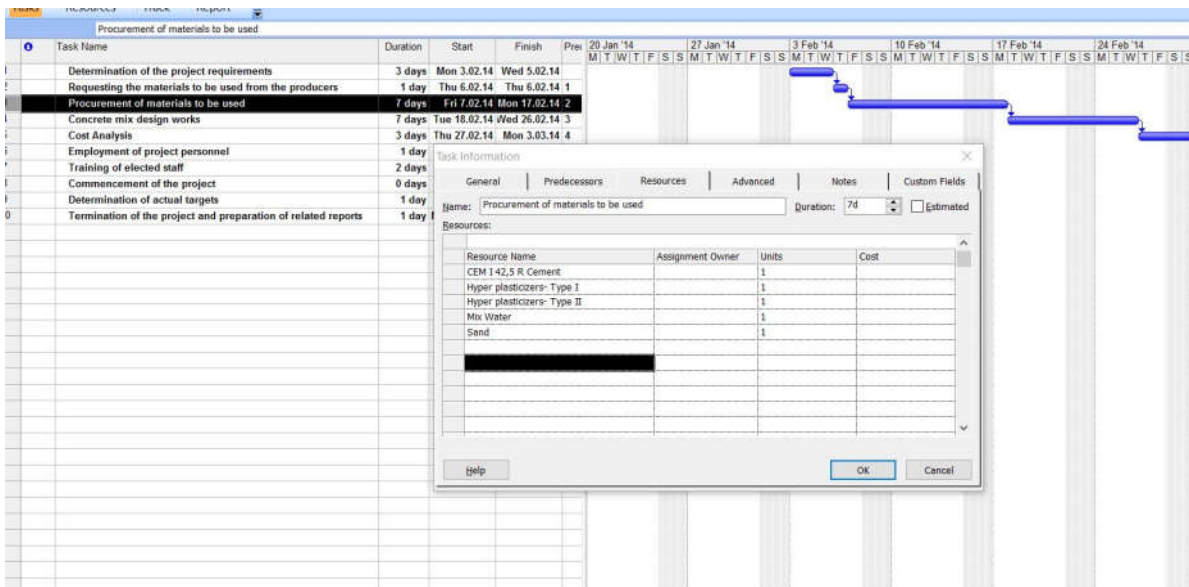 Tasks Resources Track Report
Procurement of materials to be used
Task Name Duration Start Finish 20 Jan '14 27 Jan '14 3 Feb '14 10 Feb '14 17 Feb '14 24 Feb '14
M T W T F S S M T W T F S S M T W T F S S M T W T F S S M T W T F S S M T W T F S S
Determination of the project requirements 3 days Mon 3.02.14 Wed 5.02.14
Requesting the materials to be used from the producers 1 day Thu 6.02.14 Thu 6.02.14 1
Procurement of materials to be used 7 days Fri 7.02.14 Mon 17.02.14 2
Concrete mix design works 7 days Tue 18.02.14 Wed 26.02.14 3
Cost Analysis 3 days Thu 27.02.14 Mon 3.03.14 4
Employment of project personnel 1 day
Training of elected staff 2 days
Commencement of the project 0 days
Determination of actual targets 1 day
Termination of the project and preparation of related reports 1 day
Task Information
General Predecessors Resources Advanced Notes Custom Fields
Name: Procurement of materials to be used Duration: 7d Estimated
Resources:
Resource Name Assignment Owner Units Cost
CEM I 42,5 R Cement 1
Hyper plasticizers- Type I 1
Hyper plasticizers- Type II 1
Mix Water 1
Sand 1
Help OK Cancel